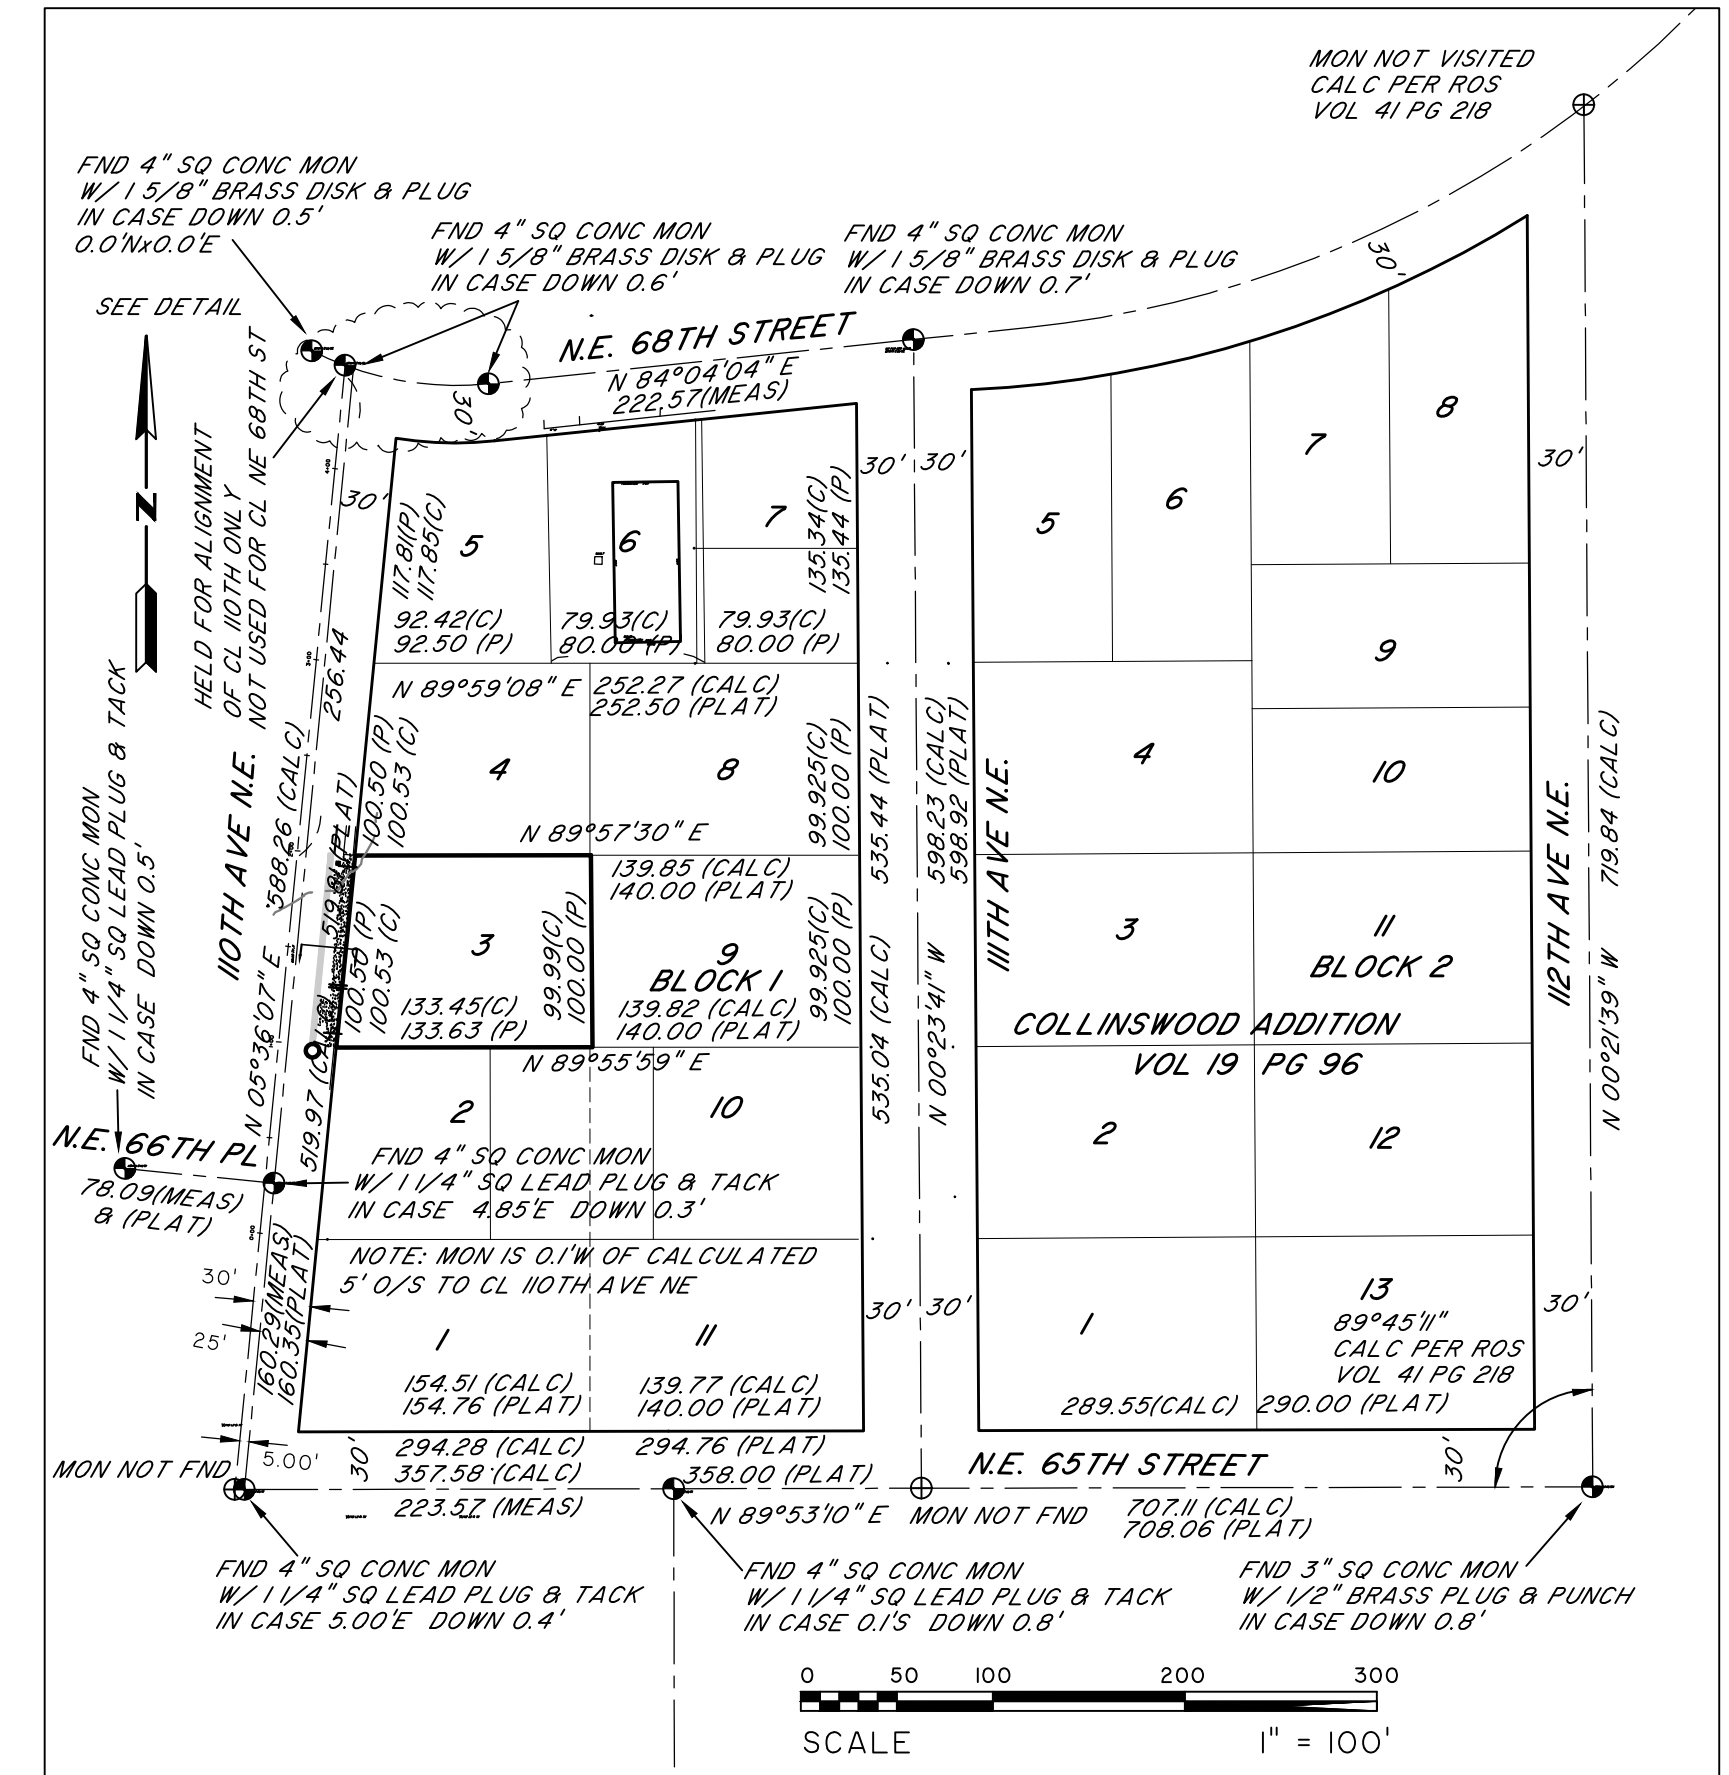 MON NOT VISITED
CALC PER ROS
VOL 41 PG 218
FND 4" SQ CONC MON
W/ 1 5/8" BRASS DISK & PLUG
IN CASE DOWN 0.5'
0.0'Nx0.0'E
FND 4" SQ CONC MON
W/ 1 5/8" BRASS DISK & PLUG
IN CASE DOWN 0.6'
FND 4" SQ CONC MON
W/ 1 5/8" BRASS DISK & PLUG
IN CASE DOWN 0.7'
SEE DETAIL
N
N.E. 68TH STREET
N 84°04'04" E
222.57(MEAS)
30'
30'
30'
30'
30'
30'
HELD FOR ALIGNMENT
OF CL 110TH ONLY
NOT USED FOR CL NE 68TH ST
5
6
7
117.81(P)
117.85(C)
135.34(C)
135.44 (P)
92.42(C)
92.50 (P)
79.93(C)
80.00 (P)
79.93(C)
80.00 (P)
N 89°59'08" E
252.27 (CALC)
252.50 (PLAT)
256.44
588.26 (CALC)
N 05°36'07" E
110TH AVE N.E.
519.81 (PLAT)
519.97 (CALC)
100.50 (P)
100.53 (C)
4
8
99.925(C)
100.00 (P)
N 89°57'30" E
139.85 (CALC)
140.00 (PLAT)
100.50 (P)
100.53 (C)
3
99.99(C)
100.00 (P)
133.45(C)
133.63 (P)
9
BLOCK 1
139.82 (CALC)
140.00 (PLAT)
99.925(C)
100.00 (P)
N 89°55'59" E
2
10
535.44 (PLAT)
535.04 (CALC)
598.23 (CALC)
598.92 (PLAT)
N 00°23'41" W
111TH AVE N.E.
5
6
7
8
9
4
10
3
11
BLOCK 2
COLLINSWOOD ADDITION
VOL 19 PG 96
2
12
1
13
89°45'11"
CALC PER ROS
VOL 41 PG 218
289.55(CALC)
290.00 (PLAT)
112TH AVE N.E.
719.84 (CALC)
N 00°21'39" W
30'
FND 4" SQ CONC MON
W/ 1 1/4" SQ LEAD PLUG & TACK
IN CASE DOWN 0.5'
N.E. 66TH PL
78.09(MEAS)
& (PLAT)
FND 4" SQ CONC MON
W/ 1 1/4" SQ LEAD PLUG & TACK
IN CASE 4.85'E DOWN 0.3'
NOTE: MON IS 0.1'W OF CALCULATED
5' O/S TO CL 110TH AVE NE
160.29(MEAS)
160.35(PLAT)
30'
25'
1
11
30'
30'
154.51 (CALC)
154.76 (PLAT)
139.77 (CALC)
140.00 (PLAT)
MON NOT FND
5.00'
30'
294.28 (CALC)
294.76 (PLAT)
357.58 (CALC)
358.00 (PLAT)
223.57 (MEAS)
N.E. 65TH STREET
30'
N 89°53'10" E
MON NOT FND
707.11 (CALC)
708.06 (PLAT)
FND 4" SQ CONC MON
W/ 1 1/4" SQ LEAD PLUG & TACK
IN CASE 5.00'E DOWN 0.4'
FND 4" SQ CONC MON
W/ 1 1/4" SQ LEAD PLUG & TACK
IN CASE 0.1'S DOWN 0.8'
FND 3" SQ CONC MON
W/ 1/2" BRASS PLUG & PUNCH
IN CASE DOWN 0.8'
0 50 100 200 300
SCALE 1" = 100'